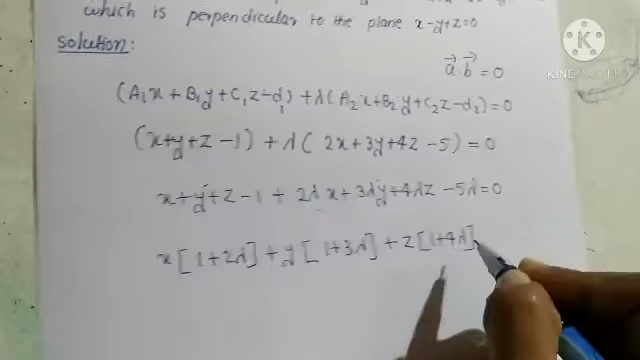 which is perpendicular to the plane x-y+z=0
Solution:
a⃗.b⃗=0
(A₁x+B₁y+C₁z-d₁)+λ(A₂x+B₂y+C₂z-d₂)=0
(x+y+z-1)+λ(2x+3y+4z-5)=0
x+y+z-1+2λx+3λy+4λz-5λ=0
x[1+2λ]+y[1+3λ]+z[1+4λ]